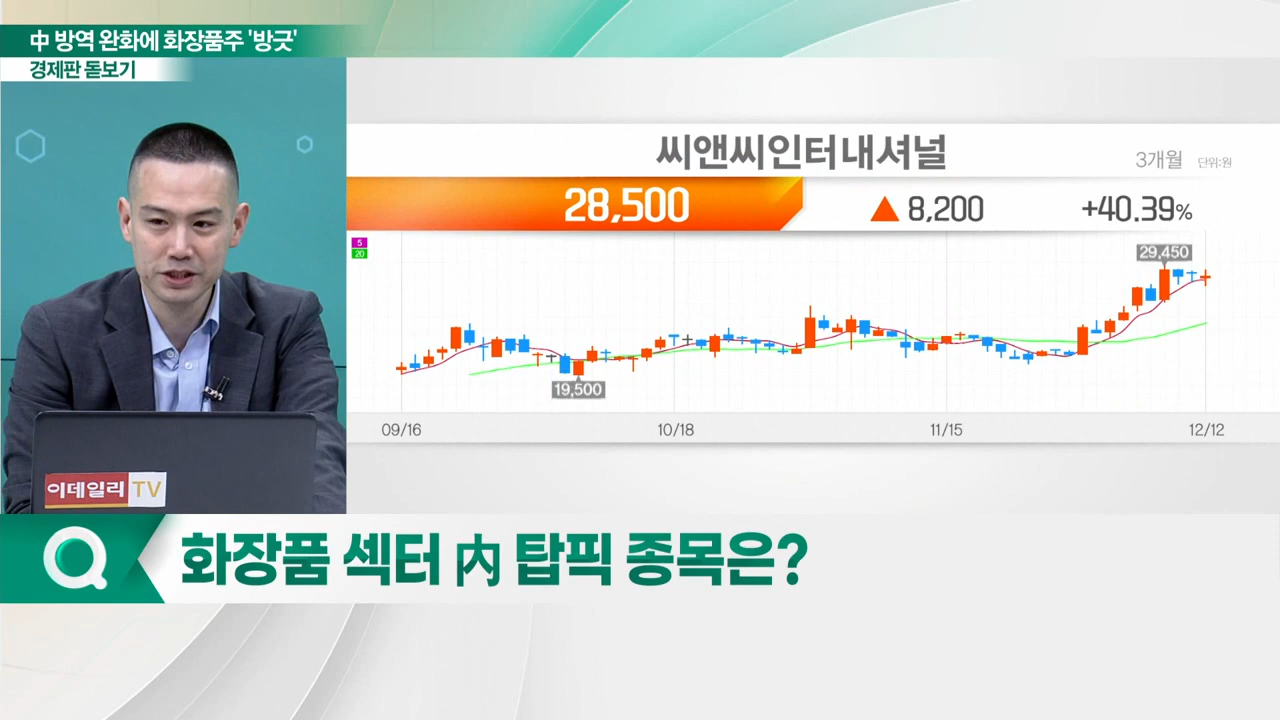 中 방역 완화에 화장품주 '방긋'
경제판 돋보기
씨앤씨인터내셔널
3개월 단위:원
28,500 ▲ 8,200 +40.39%
5
20
29,450
19,500
09/16 10/18 11/15 12/12
이데일리 TV
화장품 섹터 內 탑픽 종목은?